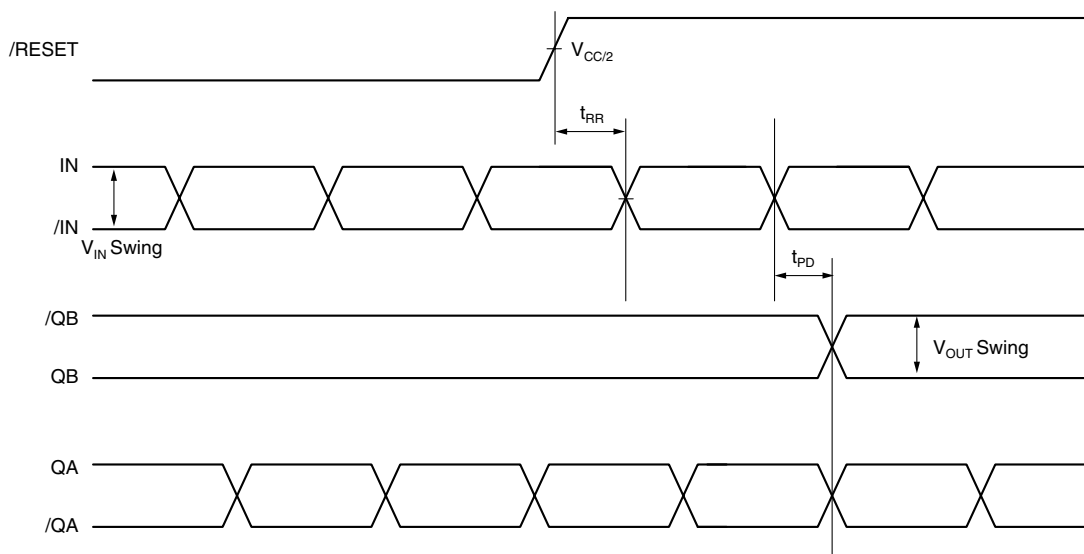 /RESET
VCC/2
tRR
IN
/IN
VIN Swing
tPD
/QB
VOUT Swing
QB
QA
/QA